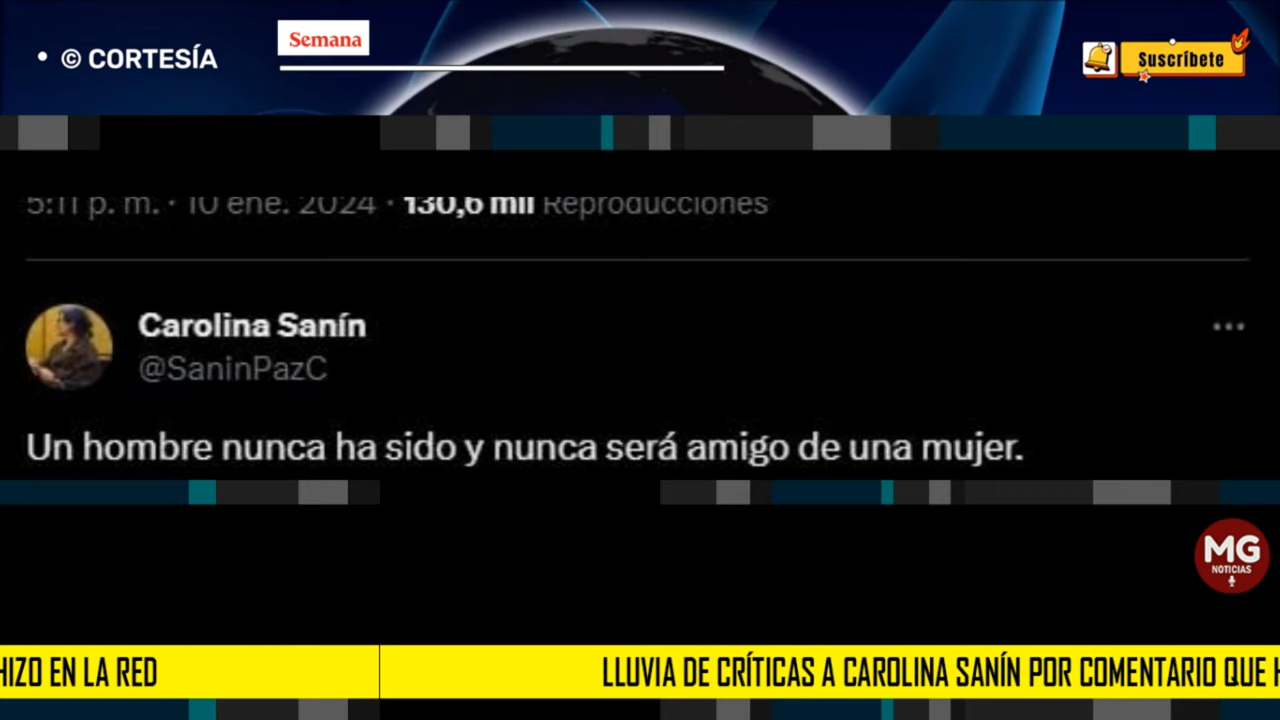 • © CORTESÍA
Semana
Suscríbete
5:11 p. m. · 10 ene. 2024 · 130,6 mil Reproducciones
Carolina Sanín
@SaninPazC
Un hombre nunca ha sido y nunca será amigo de una mujer.
MG
NOTICIAS
HIZO EN LA RED
LLUVIA DE CRÍTICAS A CAROLINA SANÍN POR COMENTARIO QUE H